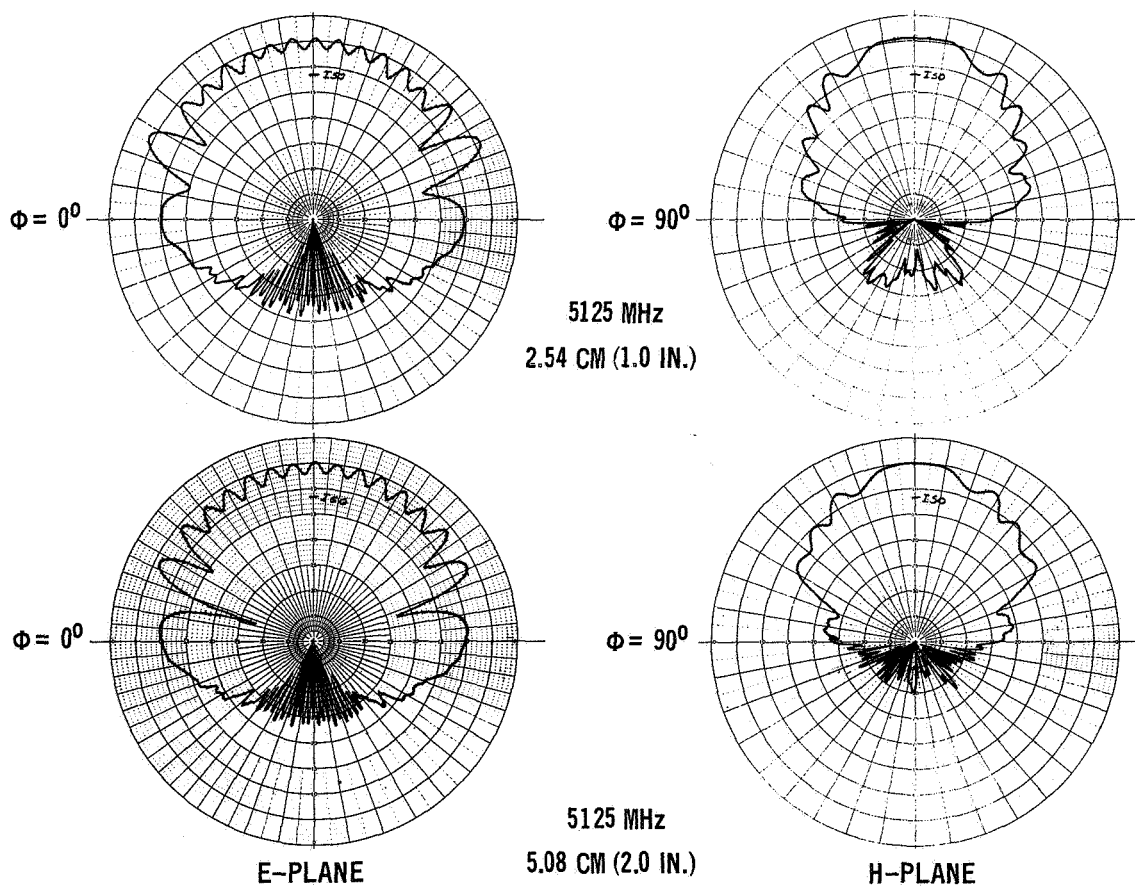 - ISO
- ISO
Φ = 0⁰
Φ = 90⁰
5125 MHz
2.54 CM (1.0 IN.)
- ISO
- ISO
Φ = 0⁰
Φ = 90⁰
5125 MHz
5.08 CM (2.0 IN.)
E-PLANE
H-PLANE